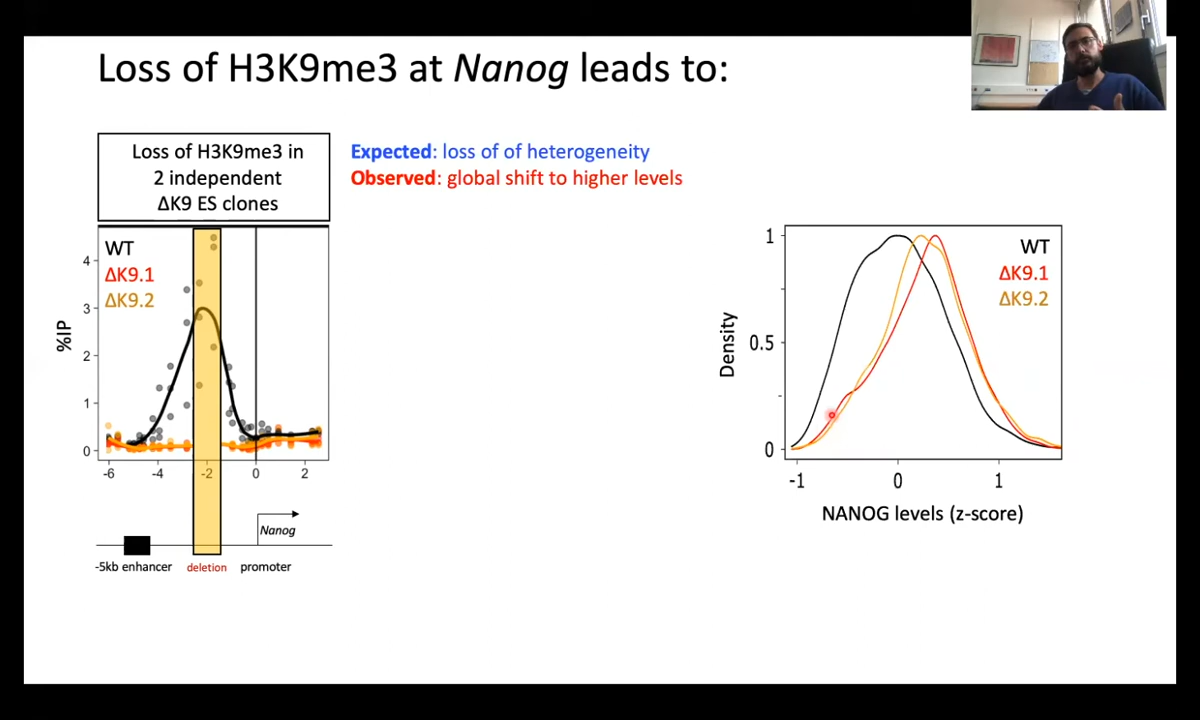 Loss of H3K9me3 at Nanog leads to:
Loss of H3K9me3 in
2 independent
ΔK9 ES clones
Expected: loss of of heterogeneity
Observed: global shift to higher levels
WT
ΔK9.1
ΔK9.2
%IP
4
3
2
1
0
-6
-4
-2
0
2
Nanog
-5kb enhancer
deletion
promoter
WT
ΔK9.1
ΔK9.2
Density
1
0.5
0
-1
0
1
NANOG levels (z-score)